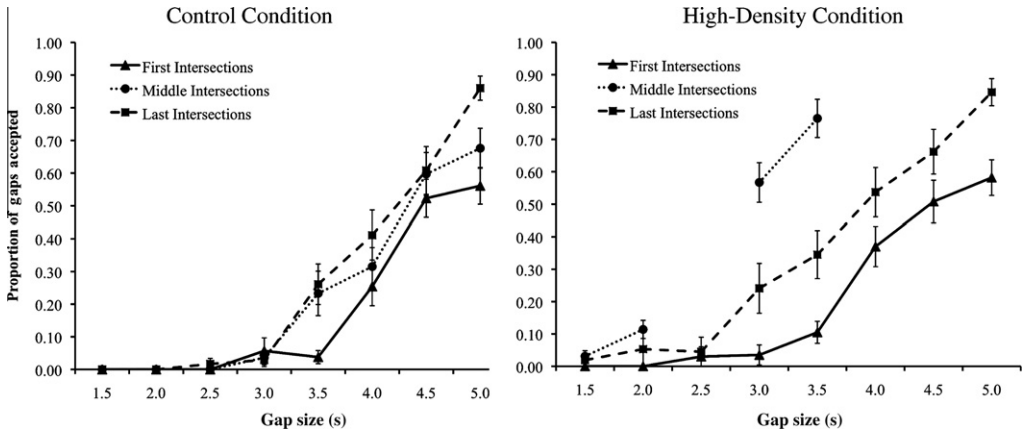 Control Condition
1.00
0.90
0.80
0.70
0.60
0.50
0.40
0.30
0.20
0.10
0.00
Proportion of gaps accepted
First Intersections
Middle Intersections
Last Intersections
1.5 2.0 2.5 3.0 3.5 4.0 4.5 5.0
Gap size (s)
High-Density Condition
1.00
0.90
0.80
0.70
0.60
0.50
0.40
0.30
0.20
0.10
0.00
First Intersections
Middle Intersections
Last Intersections
1.5 2.0 2.5 3.0 3.5 4.0 4.5 5.0
Gap size (s)